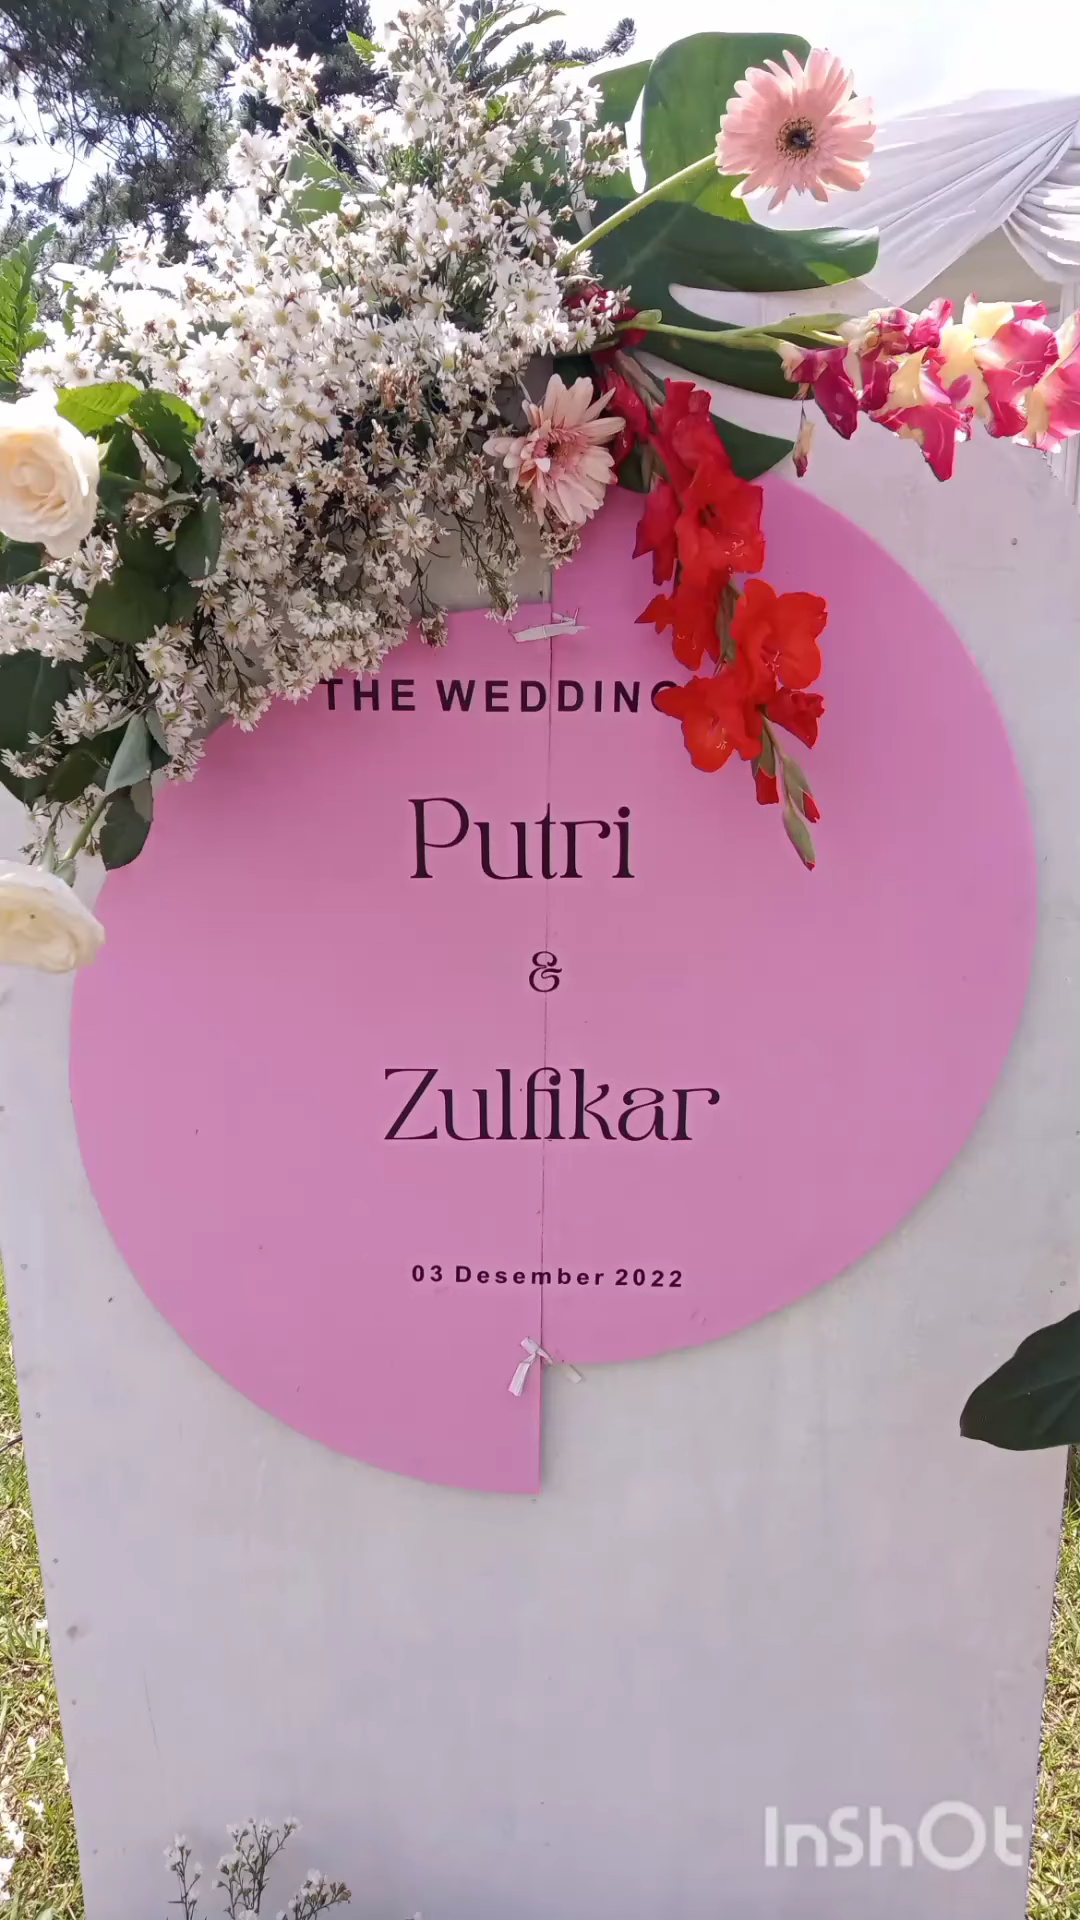 THE WEDDING
Putri
&
Zulfikar
03 Desember 2022
InShOt